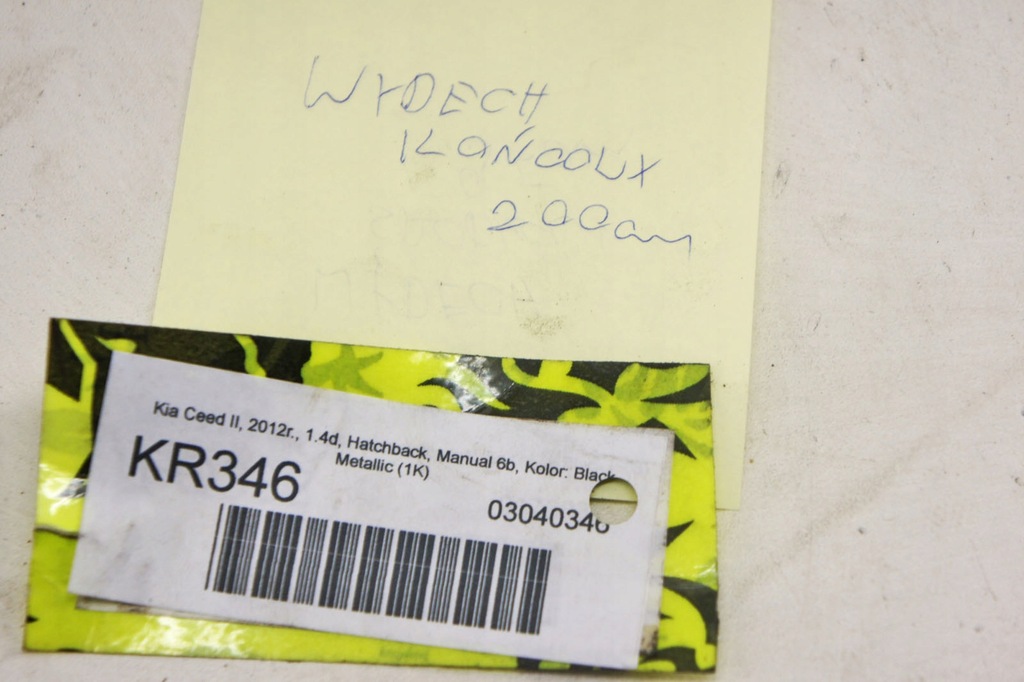 WYDECH
KOŃCOWY
200cm
Kia Ceed II, 2012r., 1.4d, Hatchback, Manual 6b, Kolor: Black
Metallic (1K)
KR346
03040346